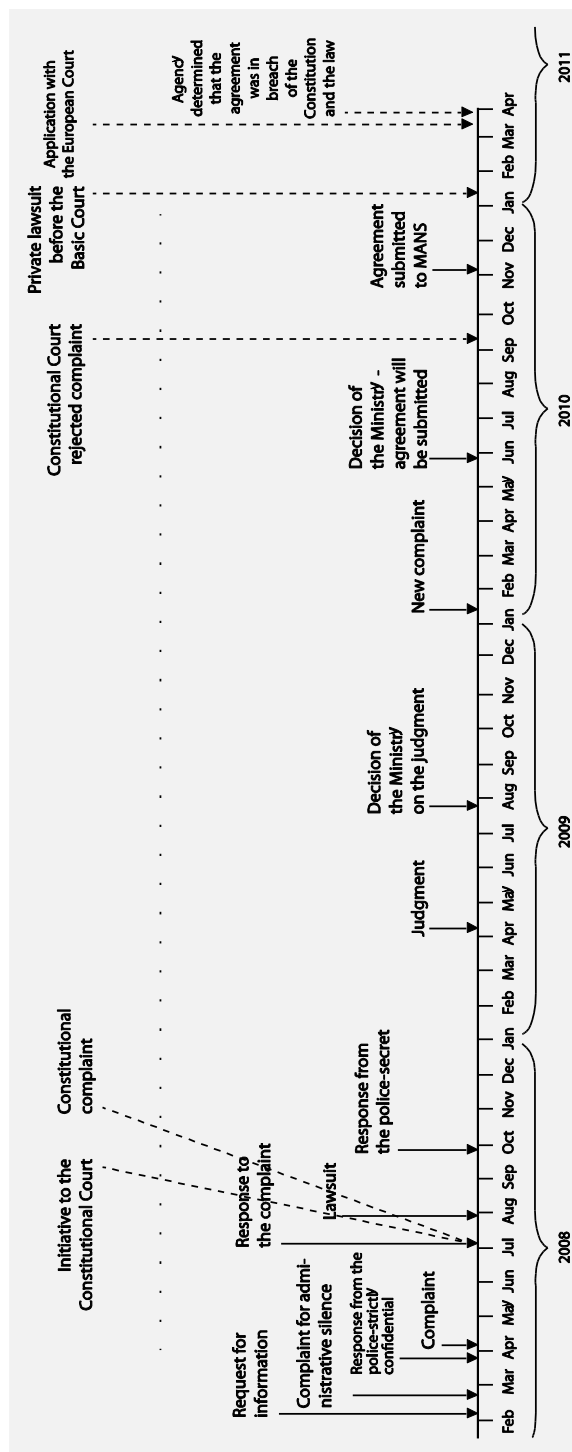 Initiative to the
Constitutional Court
Constitutional
complaint
Constitutional Court
rejected complaint
Private lawsuit
before the
Basic Court
Application with
the European Court
Request for
information
Complaint for admi-
nistrative silence
Response from the
police-strictly
confidential
Complaint
Response to
the complaint
Lawsuit
Response from
the police-secret
Judgment
Decision of
the Ministry
on the judgment
New complaint
Decision of
the Ministry -
agreement will
be submitted
Agreement
submitted
to MANS
Agency
determined
that the
agreement
was in
breach
of the
Constitution
and the law
Feb Mar Apr May Jun Jul Aug Sep Oct Nov Dec Jan Feb Mar Apr May Jun Jul Aug Sep Oct Nov Dec Jan Feb Mar Apr May Jun Jul Aug Sep Oct Nov Dec Jan Feb Mar Apr
2008 2009 2010 2011